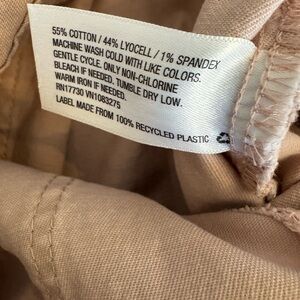 55% COTTON / 44% LYOCELL / 1% SPANDEX
MACHINE WASH COLD WITH LIKE COLORS.
GENTLE CYCLE. ONLY NON-CHLORINE
BLEACH IF NEEDED. TUMBLE DRY LOW.
WARM IRON IF NEEDED.
RN17730 VN1083275
LABEL MADE FROM 100% RECYCLED PLASTIC